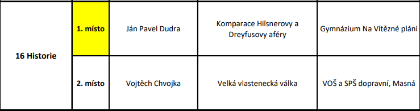 16 Historie
1. místo
Ján Pavel Dudra
Komparace Hilsnerovy a
Dreyfusovy aféry
Gymnázium Na Vítězné pláni
2. místo
Vojtěch Chvojka
Velká vlastenecká válka
VOŠ a SPŠ dopravní, Masná